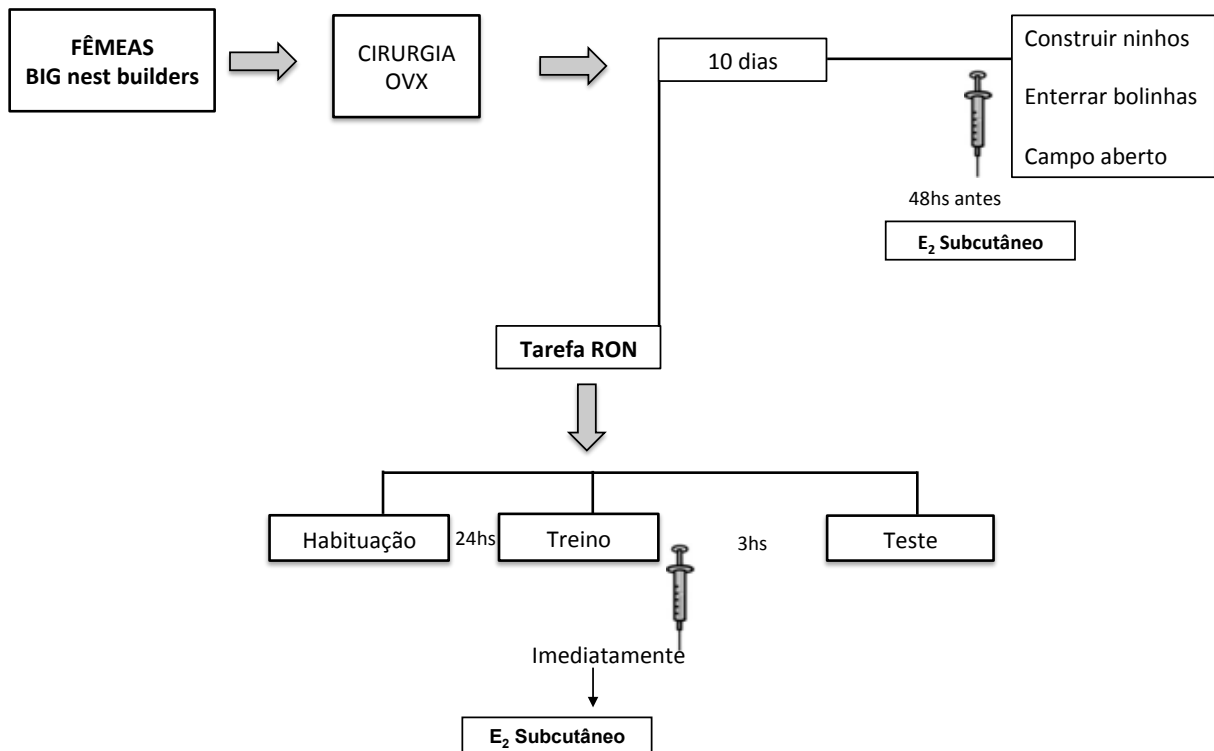 FÊMEAS
BIG nest builders
CIRURGIA
OVX
10 dias
Construir ninhos
Enterrar bolinhas
Campo aberto
48hs antes
E₂ Subcutâneo
Tarefa RON
Habituação
24hs
Treino
3hs
Teste
Imediatamente
E₂ Subcutâneo